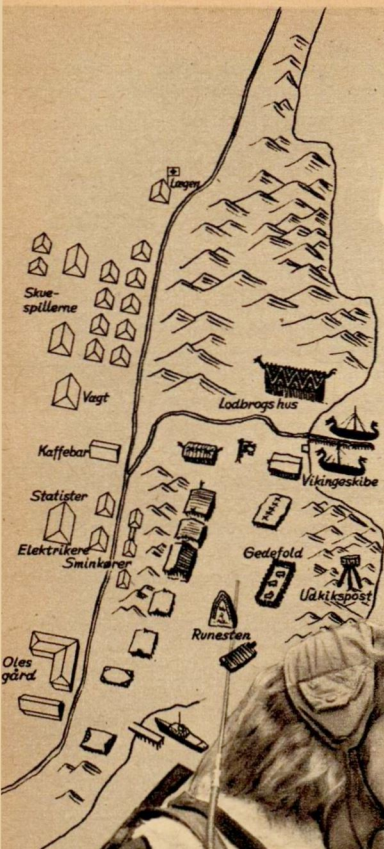 Lægen
Skue-
spillerne
Lodbrogs hus
Vagt
Kaffebar
Vikingeskibe
Statister
Elektrikere
Sminkører
Gedefold
Udkikspost
Runesten
Oles
gård